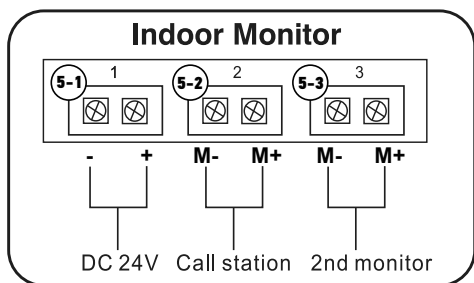 Indoor Monitor
5-1 1 5-2 2 5-3 3
- + M- M+ M- M+
DC 24V Call station 2nd monitor